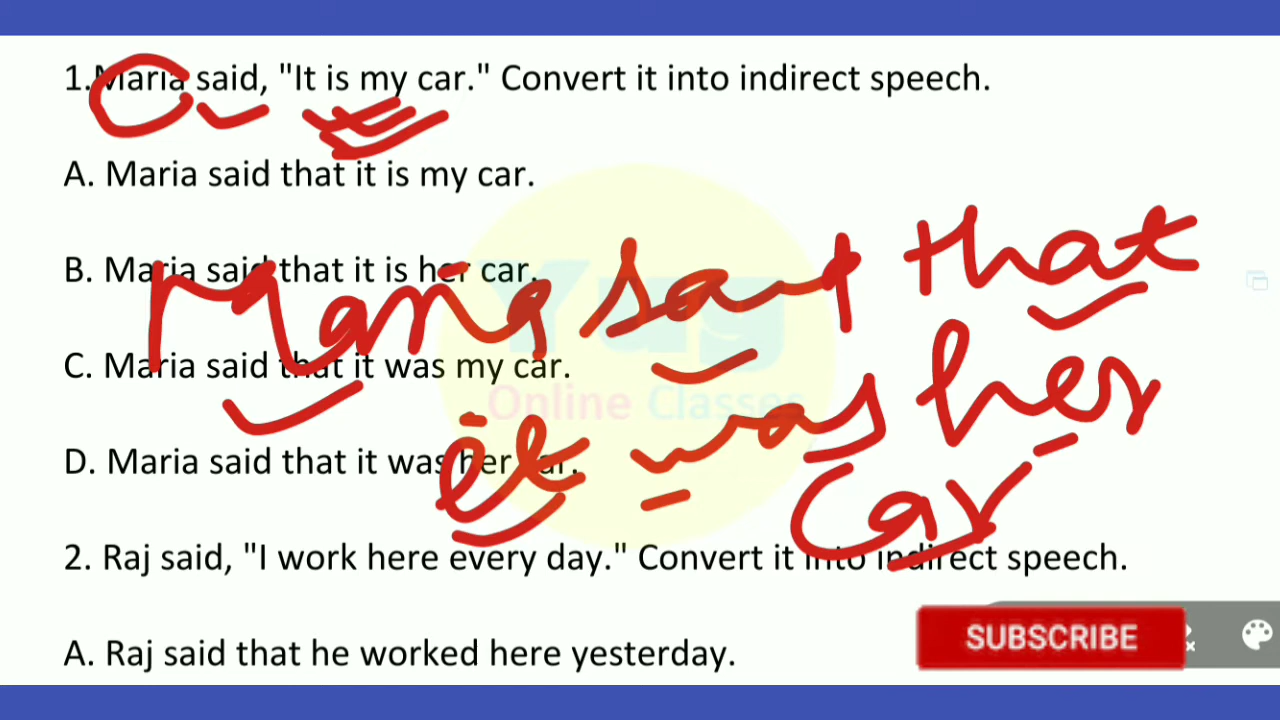 1.Maria said, "It is my car." Convert it into indirect speech.
A. Maria said that it is my car.
B. Maria said that it is her car.
C. Maria said that it was my car.
D. Maria said that it was her car.
Maria said that
it was her
car
Yug
Online Classes
2. Raj said, "I work here every day." Convert it into indirect speech.
A. Raj said that he worked here yesterday.
SUBSCRIBE